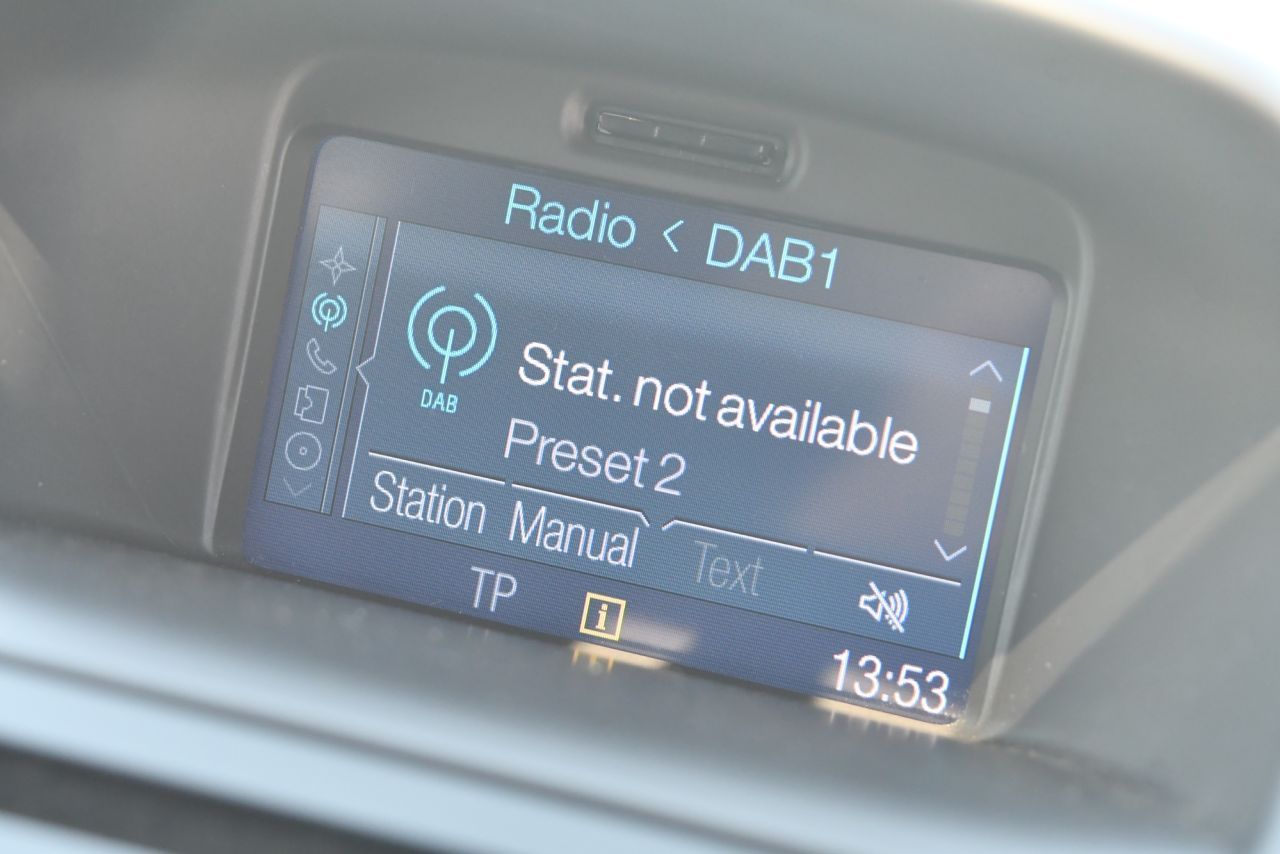 Radio < DAB1
DAB
Stat. not available
Preset 2
Station Manual Text
TP i
13:53